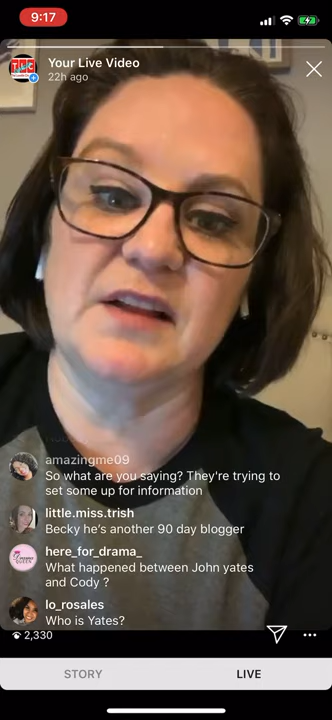 9:17
TLC
Your Live Video
22h ago
amazingme09
So what are you saying? They're trying to
set some up for information
little.miss.trish
Becky he's another 90 day blogger
here_for_drama_
What happened between John yates
and Cody ?
lo_rosales
Who is Yates?
2,330
STORY
LIVE